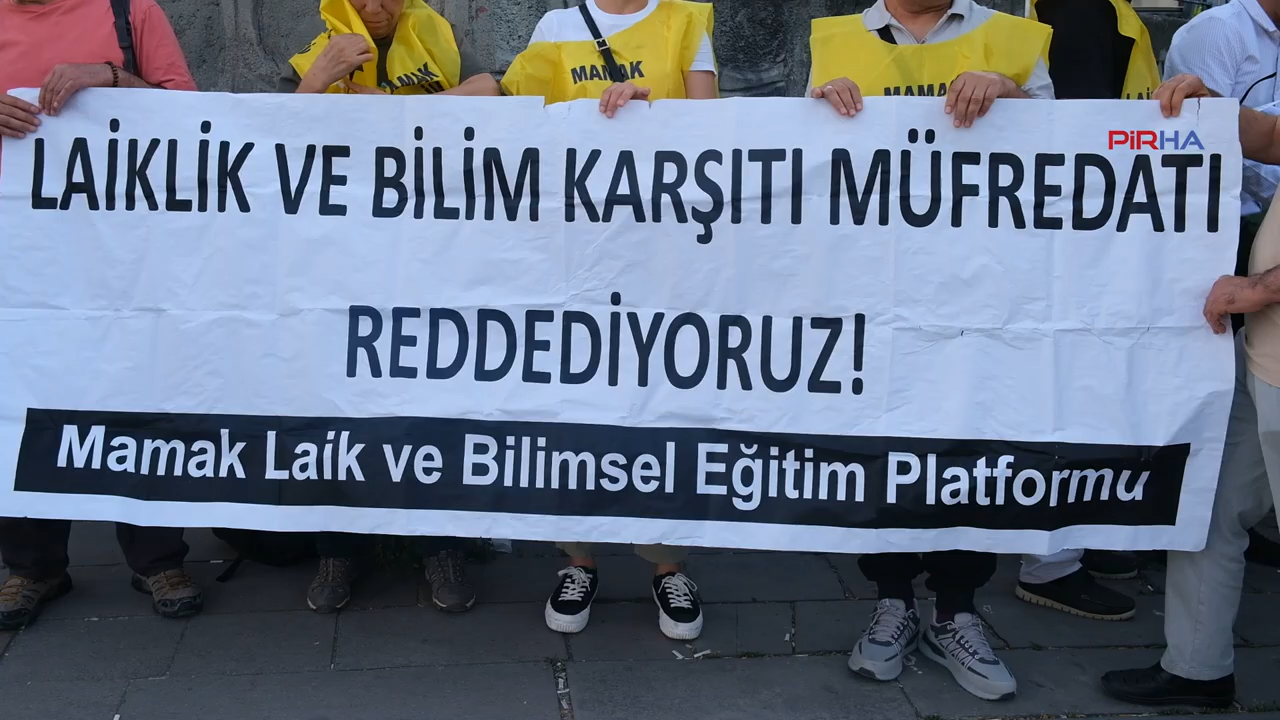 MAMAK
MAMAK
MAMAK
PİRHA
LAİKLİK VE BİLİM KARŞITI MÜFREDATI
REDDEDİYORUZ!
Mamak Laik ve Bilimsel Eğitim Platformu